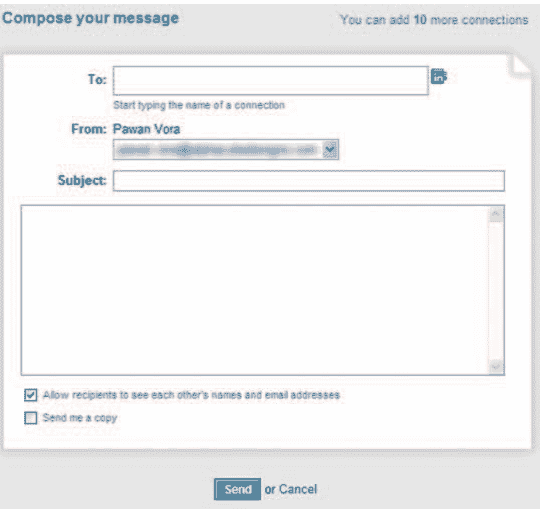 Compose your message
You can add 10 more connections
To:
in
Start typing the name of a connection
From: Pawan Vora
Subject:
Allow recipients to see each other's names and email addresses
Send me a copy
Send or Cancel